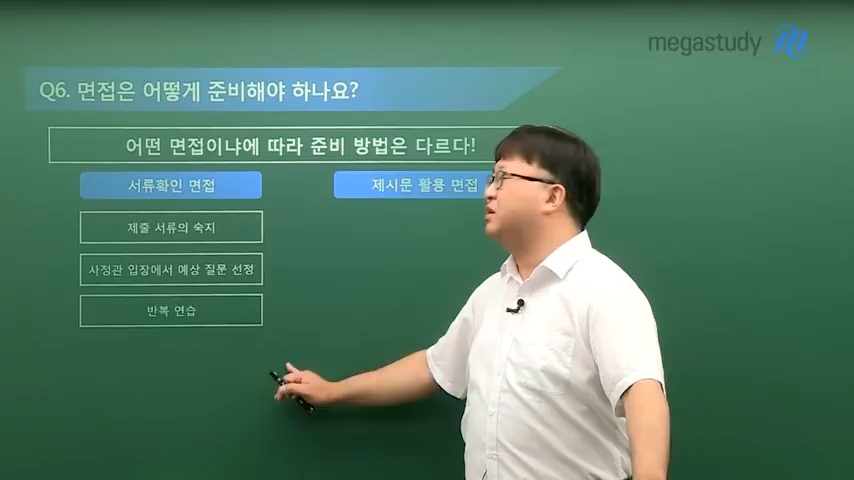 megastudy
Q6. 면접은 어떻게 준비해야 하나요?
어떤 면접이냐에 따라 준비 방법은 다르다!
서류확인 면접
제시문 활용 면접
제출 서류의 숙지
사정관 입장에서 예상 질문 선정
반복 연습